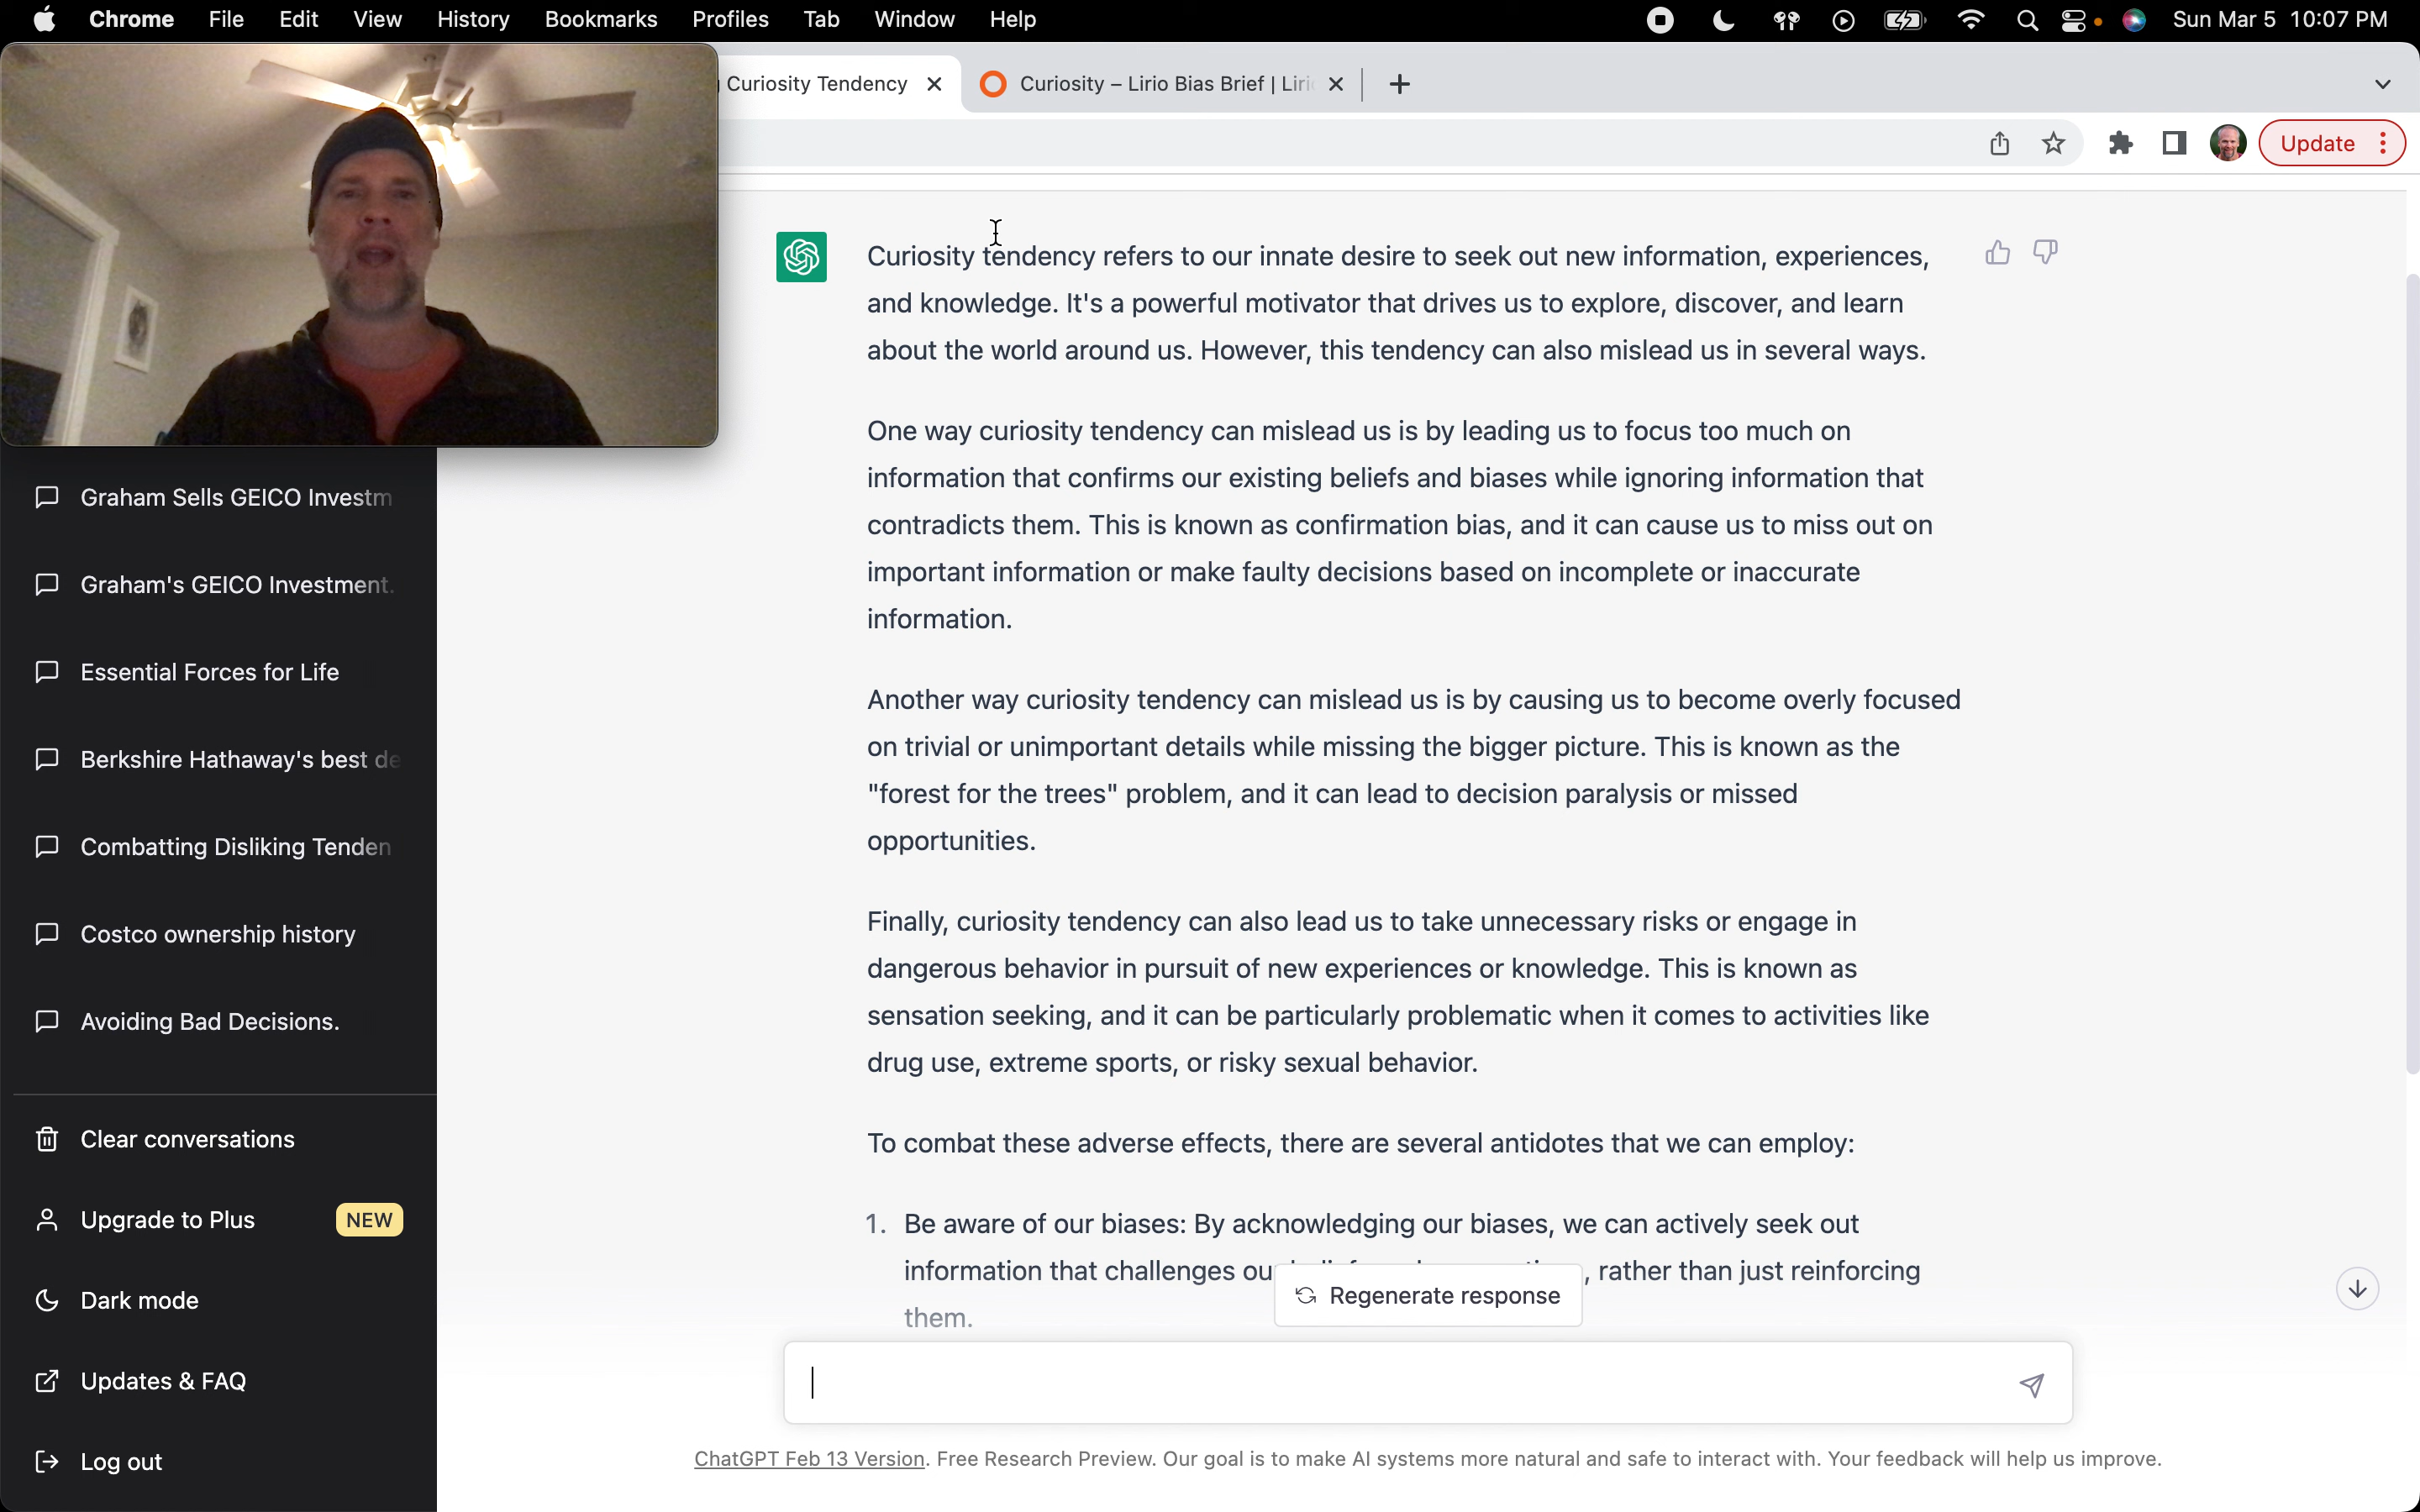 Chrome File Edit View History Bookmarks Profiles Tab Window Help Sun Mar 5 10:07 PM
Curiosity Tendency
Curiosity – Lirio Bias Brief | Liri
Update
Curiosity tendency refers to our innate desire to seek out new information, experiences,
and knowledge. It's a powerful motivator that drives us to explore, discover, and learn
about the world around us. However, this tendency can also mislead us in several ways.
One way curiosity tendency can mislead us is by leading us to focus too much on
information that confirms our existing beliefs and biases while ignoring information that
contradicts them. This is known as confirmation bias, and it can cause us to miss out on
important information or make faulty decisions based on incomplete or inaccurate
information.
Another way curiosity tendency can mislead us is by causing us to become overly focused
on trivial or unimportant details while missing the bigger picture. This is known as the
"forest for the trees" problem, and it can lead to decision paralysis or missed
opportunities.
Finally, curiosity tendency can also lead us to take unnecessary risks or engage in
dangerous behavior in pursuit of new experiences or knowledge. This is known as
sensation seeking, and it can be particularly problematic when it comes to activities like
drug use, extreme sports, or risky sexual behavior.
To combat these adverse effects, there are several antidotes that we can employ:
1. Be aware of our biases: By acknowledging our biases, we can actively seek out
information that challenges ou , rather than just reinforcing
them.
Regenerate response
ChatGPT Feb 13 Version. Free Research Preview. Our goal is to make AI systems more natural and safe to interact with. Your feedback will help us improve.
Graham Sells GEICO Investm
Graham's GEICO Investment.
Essential Forces for Life
Berkshire Hathaway's best de
Combatting Disliking Tenden
Costco ownership history
Avoiding Bad Decisions.
Clear conversations
Upgrade to Plus NEW
Dark mode
Updates & FAQ
Log out